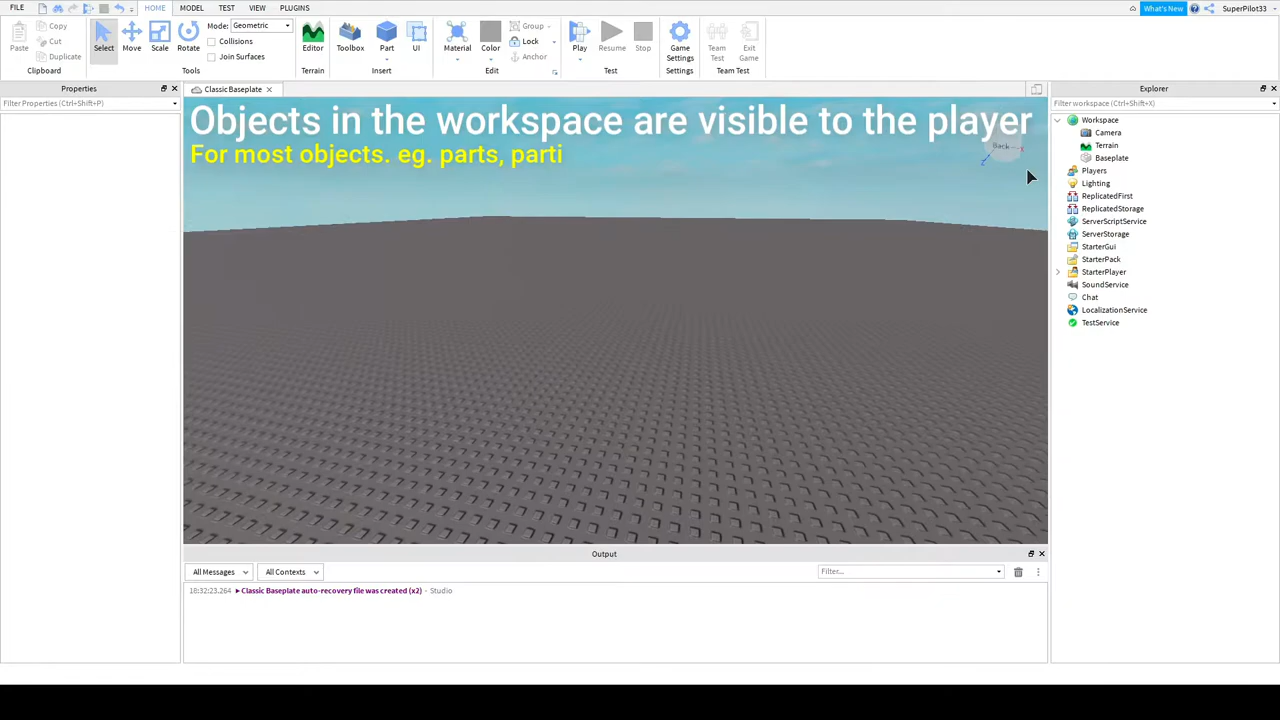 FILE HOME MODEL TEST VIEW PLUGINS What's New SuperPilot33
Paste Copy Cut Duplicate Clipboard
Select Move Scale Rotate Mode: Geometric Collisions Join Surfaces Tools
Editor Terrain
Toolbox Part UI Insert
Material Color Group Lock Anchor Edit
Play Resume Stop Test
Game Settings Settings
Team Test Exit Game Team Test
Properties
Filter Properties (Ctrl+Shift+P)
Classic Baseplate
Objects in the workspace are visible to the player
For most objects. eg. parts, parti
Back
X
Z
Output
All Messages All Contexts Filter...
18:32:23.264 Classic Baseplate auto-recovery file was created (x2) - Studio
Explorer
Filter workspace (Ctrl+Shift+X)
Workspace
Camera
Terrain
Baseplate
Players
Lighting
ReplicatedFirst
ReplicatedStorage
ServerScriptService
ServerStorage
StarterGui
StarterPack
StarterPlayer
SoundService
Chat
LocalizationService
TestService